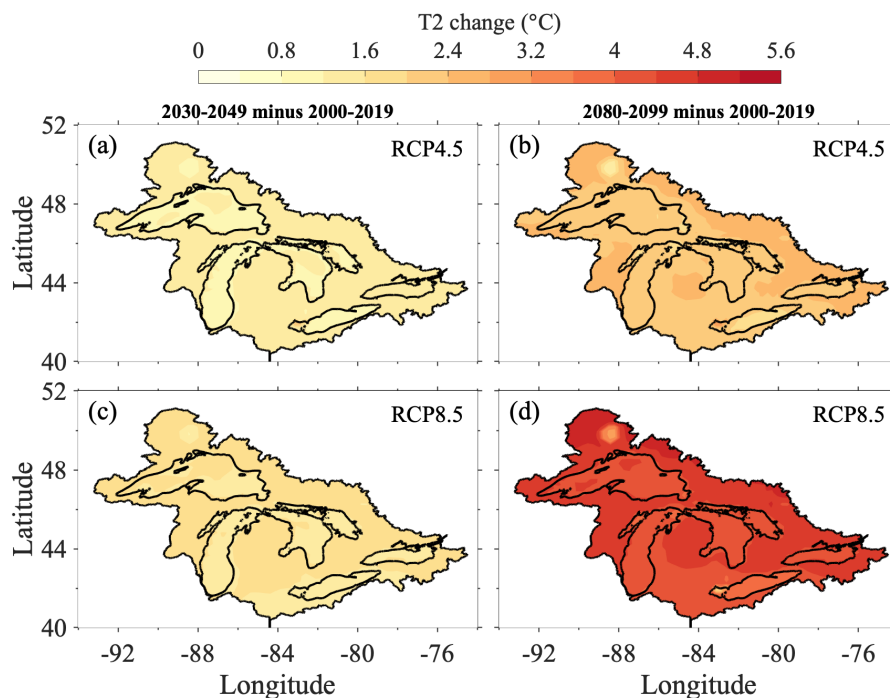 T2 change (°C)
0 0.8 1.6 2.4 3.2 4 4.8 5.6
2030-2049 minus 2000-2019
2080-2099 minus 2000-2019
52
(a)
RCP4.5
(b)
RCP4.5
48
Latitude
44
40
52
(c)
RCP8.5
(d)
RCP8.5
48
Latitude
44
40
-92 -88 -84 -80 -76
-92 -88 -84 -80 -76
Longitude
Longitude